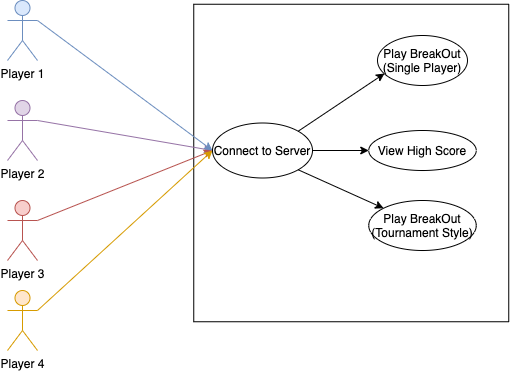 Player 1
Player 2
Player 3
Player 4
Connect to Server
Play BreakOut
(Single Player)
View High Score
Play BreakOut
(Tournament Style)